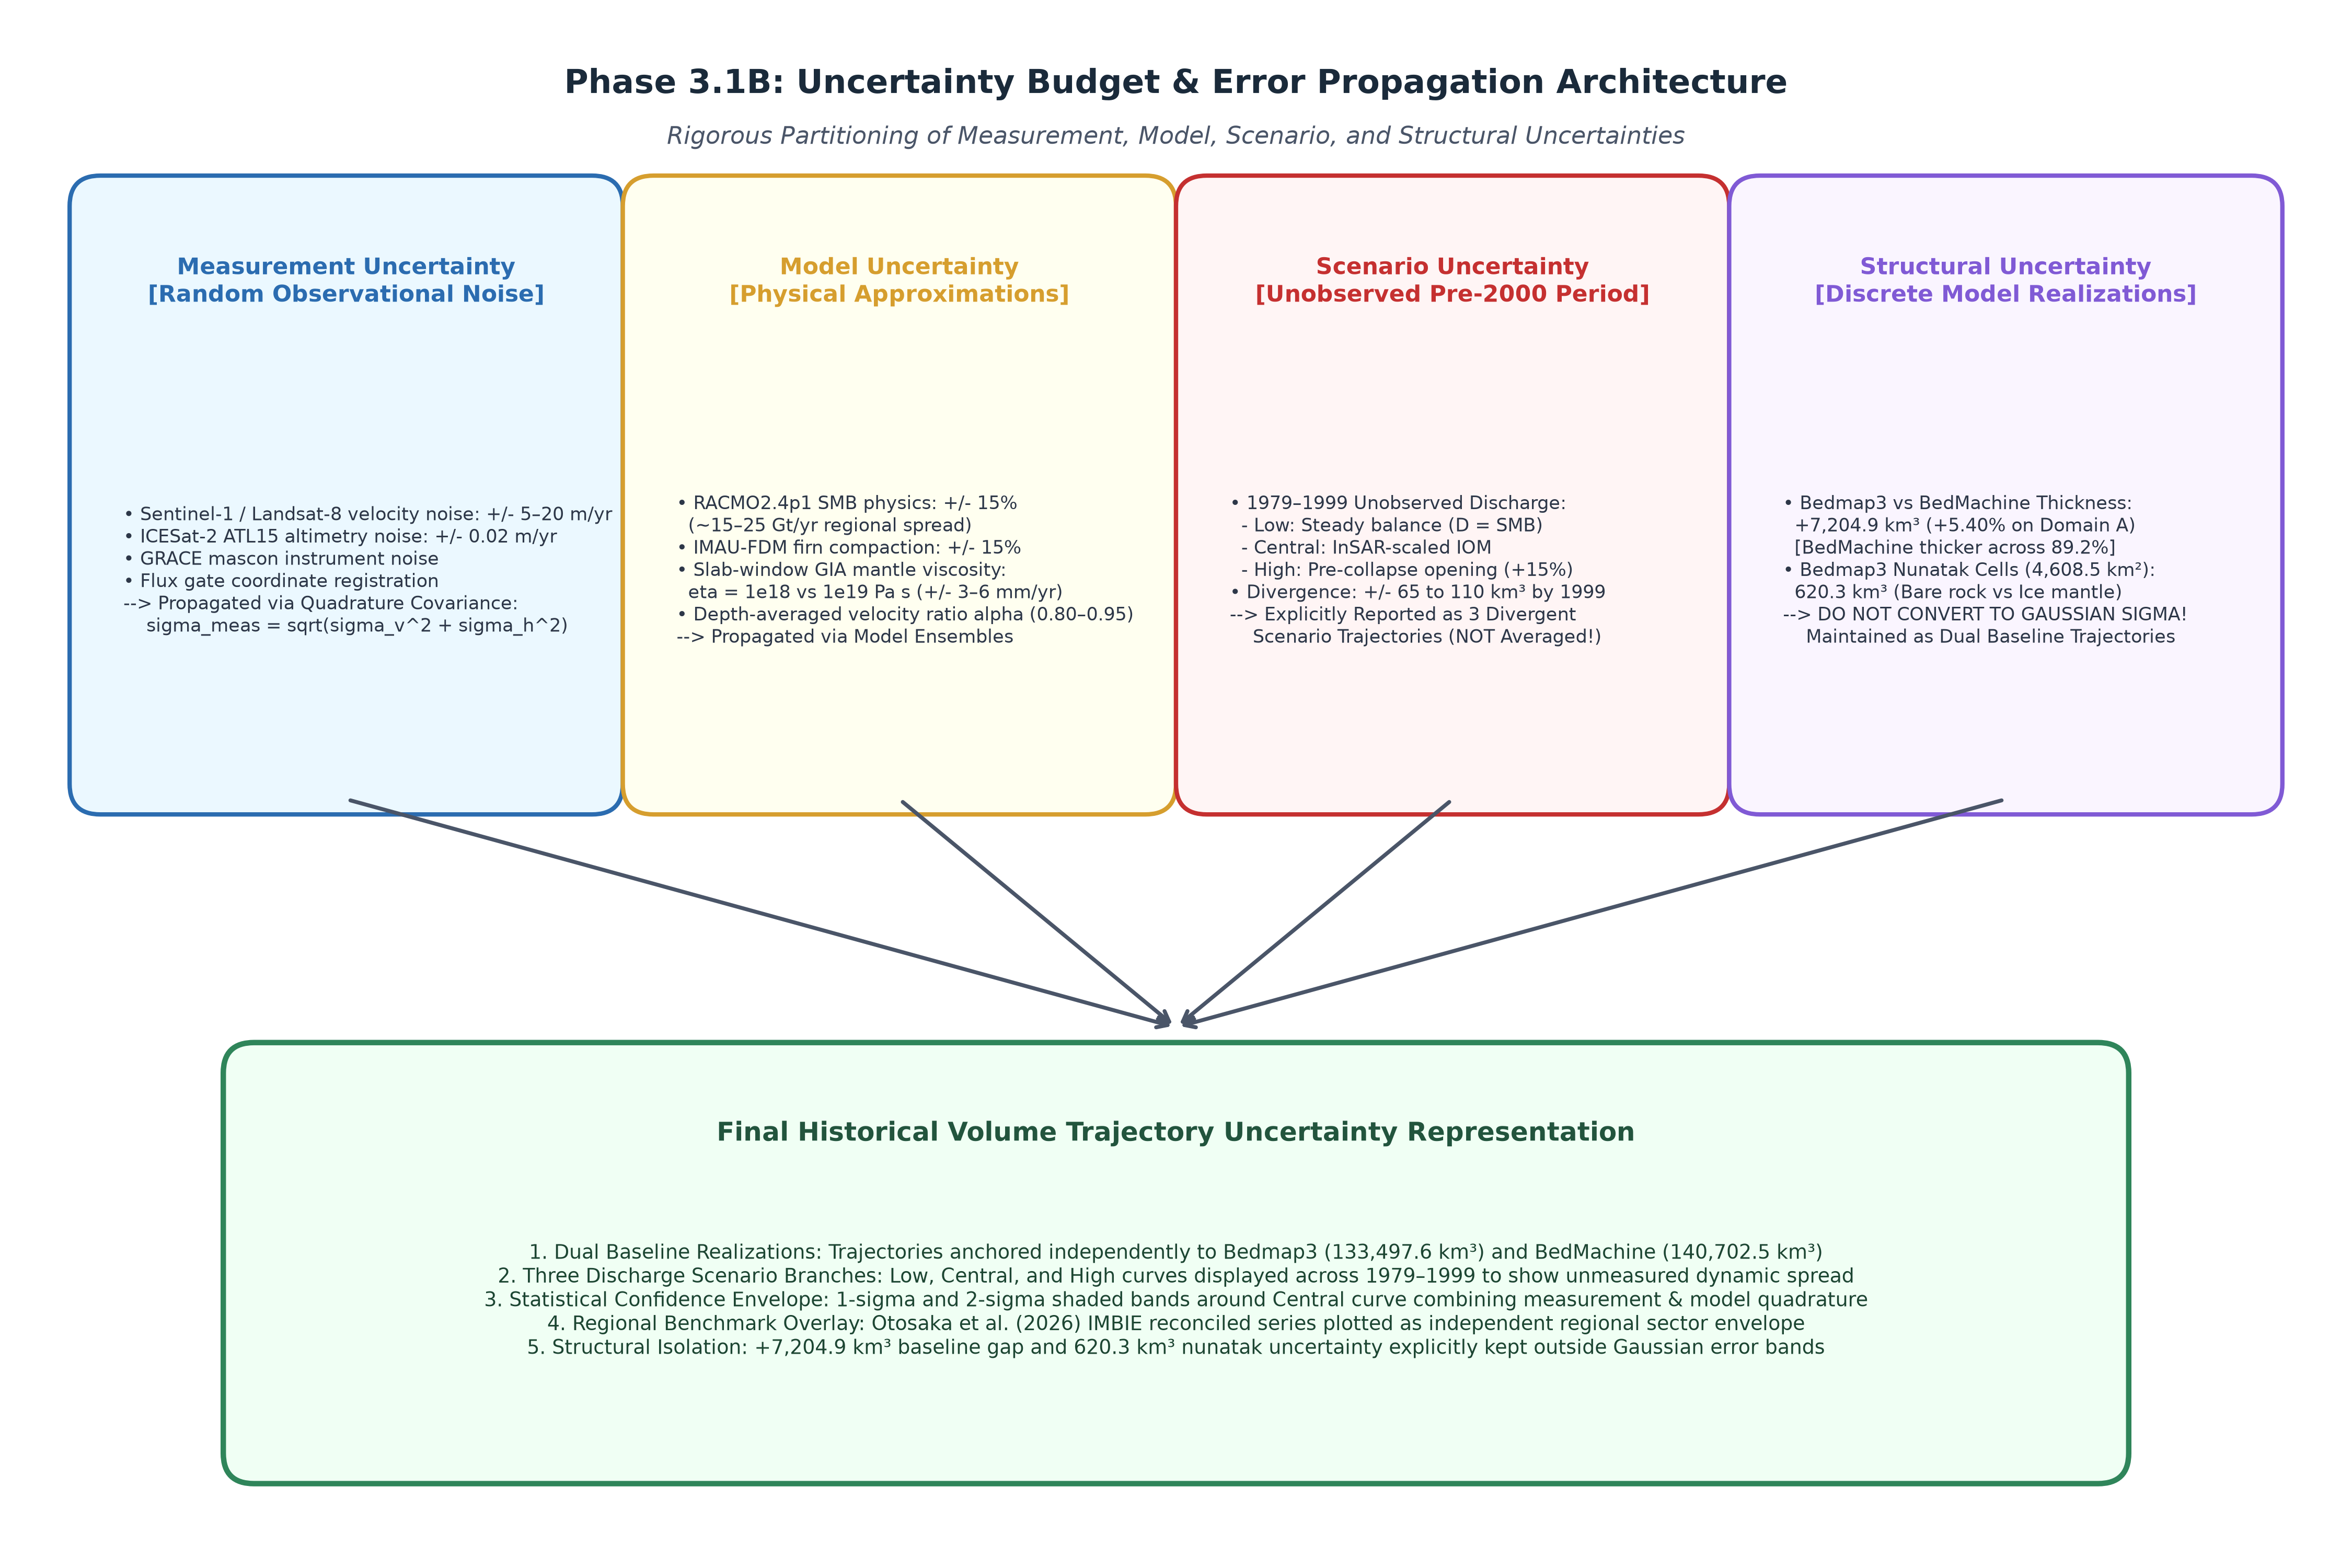 Phase 3.1B: Uncertainty Budget & Error Propagation Architecture
Rigorous Partitioning of Measurement, Model, Scenario, and Structural Uncertainties
Measurement Uncertainty
[Random Observational Noise]
• Sentinel-1 / Landsat-8 velocity noise: +/- 5–20 m/yr
• ICESat-2 ATL15 altimetry noise: +/- 0.02 m/yr
• GRACE mascon instrument noise
• Flux gate coordinate registration
--> Propagated via Quadrature Covariance:
sigma_meas = sqrt(sigma_v^2 + sigma_h^2)
Model Uncertainty
[Physical Approximations]
• RACMO2.4p1 SMB physics: +/- 15%
(~15–25 Gt/yr regional spread)
• IMAU-FDM firn compaction: +/- 15%
• Slab-window GIA mantle viscosity:
eta = 1e18 vs 1e19 Pa s (+/- 3–6 mm/yr)
• Depth-averaged velocity ratio alpha (0.80–0.95)
--> Propagated via Model Ensembles
Scenario Uncertainty
[Unobserved Pre-2000 Period]
• 1979–1999 Unobserved Discharge:
- Low: Steady balance (D = SMB)
- Central: InSAR-scaled IOM
- High: Pre-collapse opening (+15%)
• Divergence: +/- 65 to 110 km³ by 1999
--> Explicitly Reported as 3 Divergent
Scenario Trajectories (NOT Averaged!)
Structural Uncertainty
[Discrete Model Realizations]
• Bedmap3 vs BedMachine Thickness:
+7,204.9 km³ (+5.40% on Domain A)
[BedMachine thicker across 89.2%]
• Bedmap3 Nunatak Cells (4,608.5 km²):
620.3 km³ (Bare rock vs Ice mantle)
--> DO NOT CONVERT TO GAUSSIAN SIGMA!
Maintained as Dual Baseline Trajectories
Final Historical Volume Trajectory Uncertainty Representation
1. Dual Baseline Realizations: Trajectories anchored independently to Bedmap3 (133,497.6 km³) and BedMachine (140,702.5 km³)
2. Three Discharge Scenario Branches: Low, Central, and High curves displayed across 1979–1999 to show unmeasured dynamic spread
3. Statistical Confidence Envelope: 1-sigma and 2-sigma shaded bands around Central curve combining measurement & model quadrature
4. Regional Benchmark Overlay: Otosaka et al. (2026) IMBIE reconciled series plotted as independent regional sector envelope
5. Structural Isolation: +7,204.9 km³ baseline gap and 620.3 km³ nunatak uncertainty explicitly kept outside Gaussian error bands